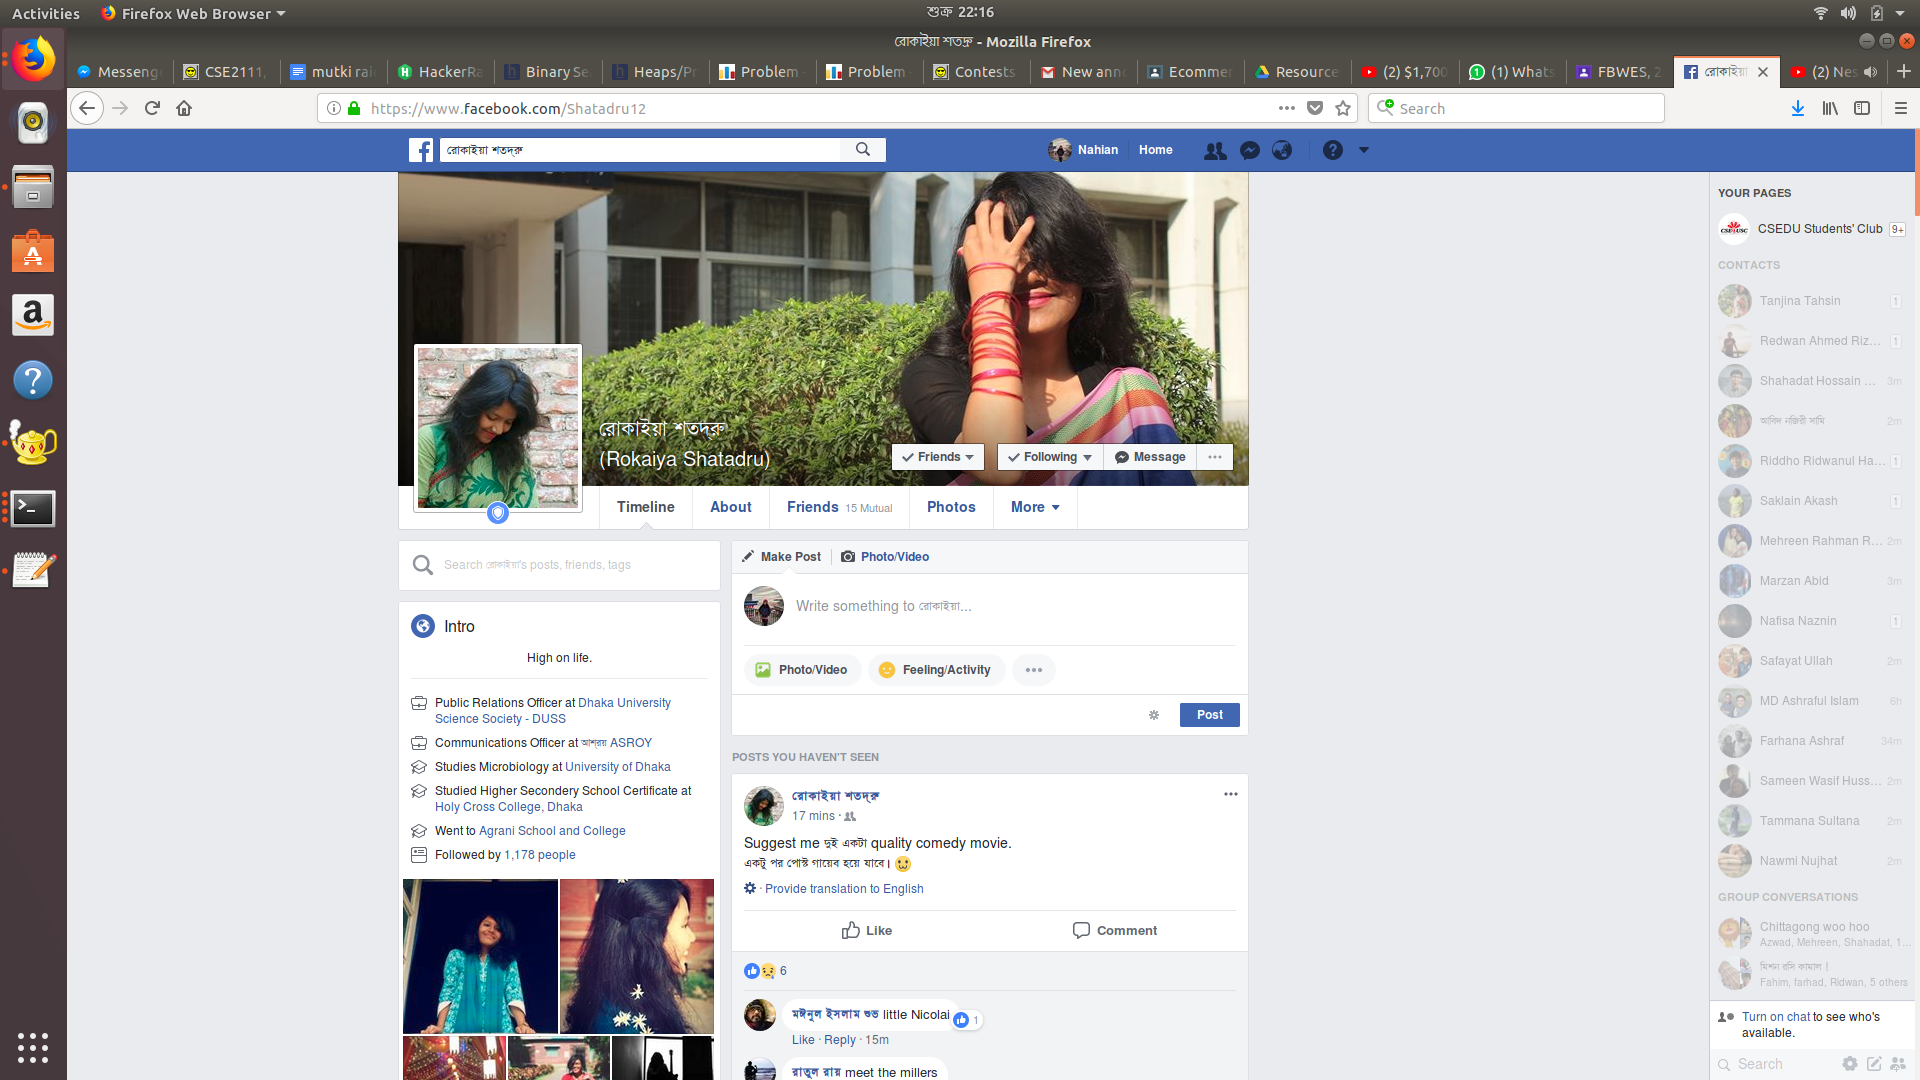 Activities
Firefox Web Browser
শুক্র 22:16
রোকাইয়া শতদ্রু - Mozilla Firefox
Messeng
CSE2111,
mutki rai
HackerRa
Binary Se
Heaps/Pr
Problem
Problem
Contests
New anno
Ecommer
Resource
(2) $1,700
(1) Whats
FBWES, 2
রোকাইয়া
(2) Nes
https://www.facebook.com/Shatadru12
Search
রোকাইয়া শতদ্রু
Nahian
Home
রোকাইয়া শতদ্রু
(Rokaiya Shatadru)
Friends
Following
Message
Timeline
About
Friends 15 Mutual
Photos
More
Search রোকাইয়া's posts, friends, tags
Intro
High on life.
Public Relations Officer at Dhaka University
Science Society - DUSS
Communications Officer at আশ্রয় ASROY
Studies Microbiology at University of Dhaka
Studied Higher Secondery School Certificate at
Holy Cross College, Dhaka
Went to Agrani School and College
Followed by 1,178 people
Make Post
Photo/Video
Write something to রোকাইয়া...
Photo/Video
Feeling/Activity
Post
POSTS YOU HAVEN'T SEEN
রোকাইয়া শতদ্রু
17 mins ·
Suggest me দুই একটা quality comedy movie.
একটু পর পোস্ট গায়েব হয়ে যাবে।
· Provide translation to English
Like
Comment
6
মঈনুল ইসলাম শুভ little Nicolai
1
Like · Reply · 15m
রাতুল রায় meet the millers
YOUR PAGES
CSEDU Students' Club 9+
CONTACTS
Tanjina Tahsin 1
Redwan Ahmed Riz... 1
Shahadat Hossain ... 3m
আবিদ নজিরী সামি 2m
Riddho Ridwanul Ha... 1
Saklain Akash 1
Mehreen Rahman R... 2m
Marzan Abid 3m
Nafisa Naznin 1
Safayat Ullah 2m
MD Ashraful Islam 6h
Farhana Ashraf 34m
Sameen Wasif Huss... 2m
Tammana Sultana 2m
Nawmi Nujhat 2m
GROUP CONVERSATIONS
Chittagong woo hoo
Azwad, Mehreen, Shahadat, 1...
মিশন রসি কামাল !
Fahim, farhad, Ridwan, 5 others
Turn on chat to see who's
available.
Search